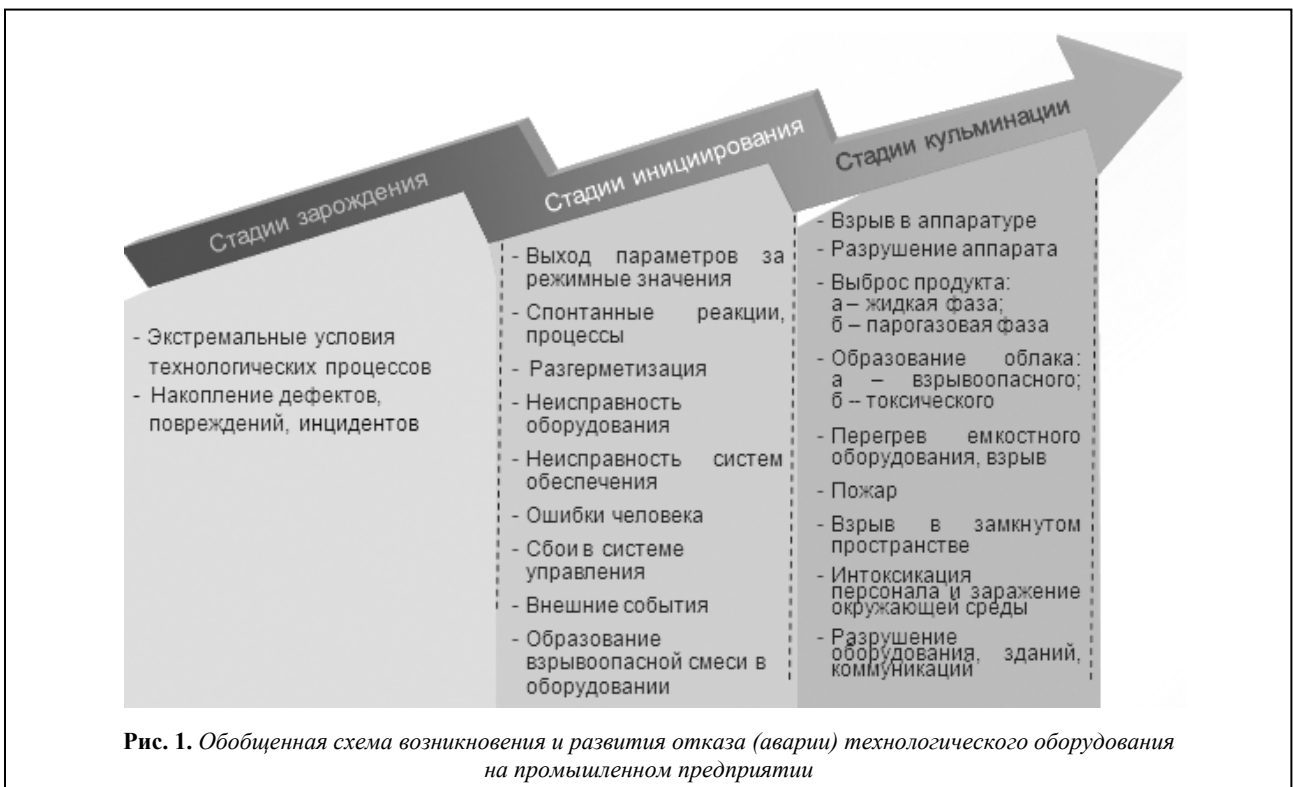 Стадии зарождения
- Экстремальные условия
технологических процессов
- Накопление дефектов,
повреждений, инцидентов
Стадии инициирования
- Выход параметров за
режимные значения
- Спонтанные реакции,
процессы
- Разгерметизация
- Неисправность
оборудования
- Неисправность систем
обеспечения
- Ошибки человека
- Сбои в системе
управления
- Внешние события
- Образование
взрывоопасной смеси в
оборудовании
Стадии кульминации
- Взрыв в аппаратуре
- Разрушение аппарата
- Выброс продукта:
а – жидкая фаза;
б – парогазовая фаза
- Образование облака:
а – взрывоопасного;
б – токсического
- Перегрев емкостного
оборудования, взрыв
- Пожар
- Взрыв в замкнутом
пространстве
- Интоксикация
персонала и заражение
окружающей среды
- Разрушение
оборудования, зданий,
коммуникаций
Рис. 1. Обобщенная схема возникновения и развития отказа (аварии) технологического оборудования
на промышленном предприятии